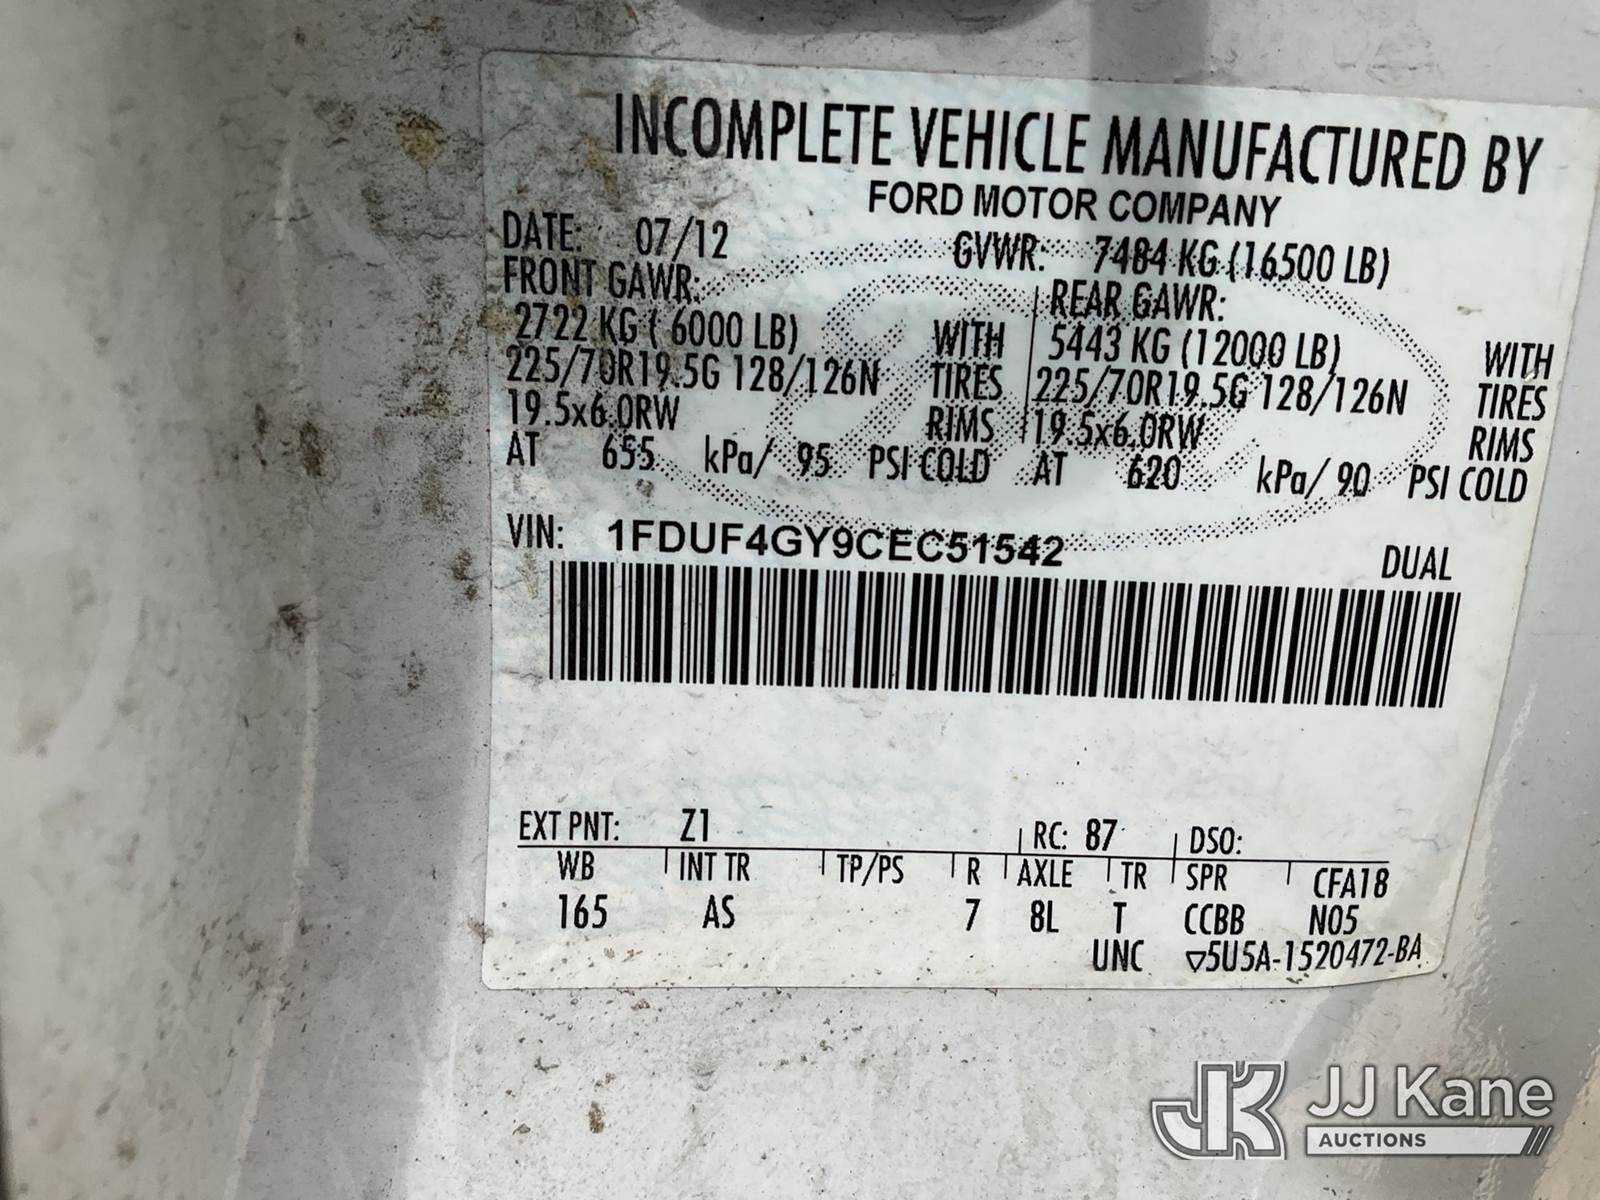 INCOMPLETE VEHICLE MANUFACTURED BY
FORD MOTOR COMPANY
DATE: 07/12 GVWR: 7484 KG (16500 LB)
FRONT GAWR: REAR GAWR:
2722 KG ( 6000 LB) WITH 5443 KG (12000 LB) WITH
225/70R19.5G 128/126N TIRES 225/70R19.5G 128/126N TIRES
19.5x6.0RW RIMS 19.5x6.0RW RIMS
AT 655 kPa/ 95 PSI COLD AT 620 kPa/ 90 PSI COLD
VIN: 1FDUF4GY9CEC51542 DUAL
EXT PNT: Z1 RC: 87 DSO:
WB INT TR TP/PS R AXLE TR SPR CFA18
165 AS 7 8L T CCBB N05
UNC ▽5U5A-1520472-BA
JK JJ Kane
AUCTIONS